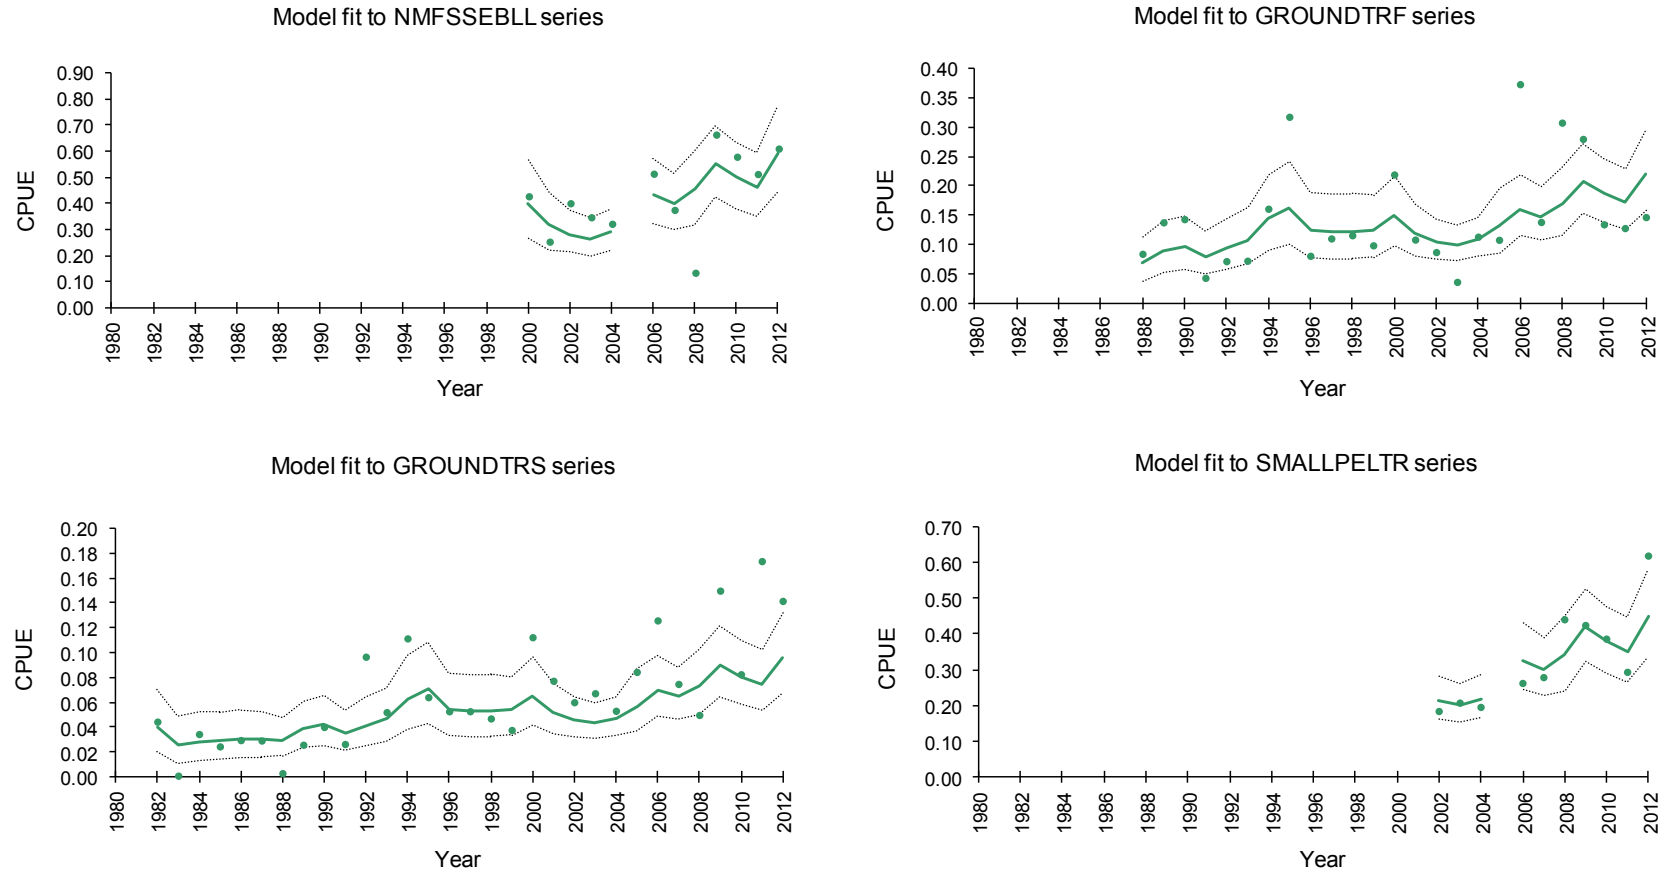 Model fit to NMFSSEBLL series
CPUE
0.90
0.80
0.70
0.60
0.50
0.40
0.30
0.20
0.10
0.00
1980 1982 1984 1986 1988 1990 1992 1994 1996 1998 2000 2002 2004 2006 2008 2010 2012
Year
Model fit to GROUNDTRF series
CPUE
0.40
0.35
0.30
0.25
0.20
0.15
0.10
0.05
0.00
1980 1982 1984 1986 1988 1990 1992 1994 1996 1998 2000 2002 2004 2006 2008 2010 2012
Year
Model fit to GROUNDTRS series
CPUE
0.20
0.18
0.16
0.14
0.12
0.10
0.08
0.06
0.04
0.02
0.00
1980 1982 1984 1986 1988 1990 1992 1994 1996 1998 2000 2002 2004 2006 2008 2010 2012
Year
Model fit to SMALLPELTR series
CPUE
0.70
0.60
0.50
0.40
0.30
0.20
0.10
0.00
1980 1982 1984 1986 1988 1990 1992 1994 1996 1998 2000 2002 2004 2006 2008 2010 2012
Year